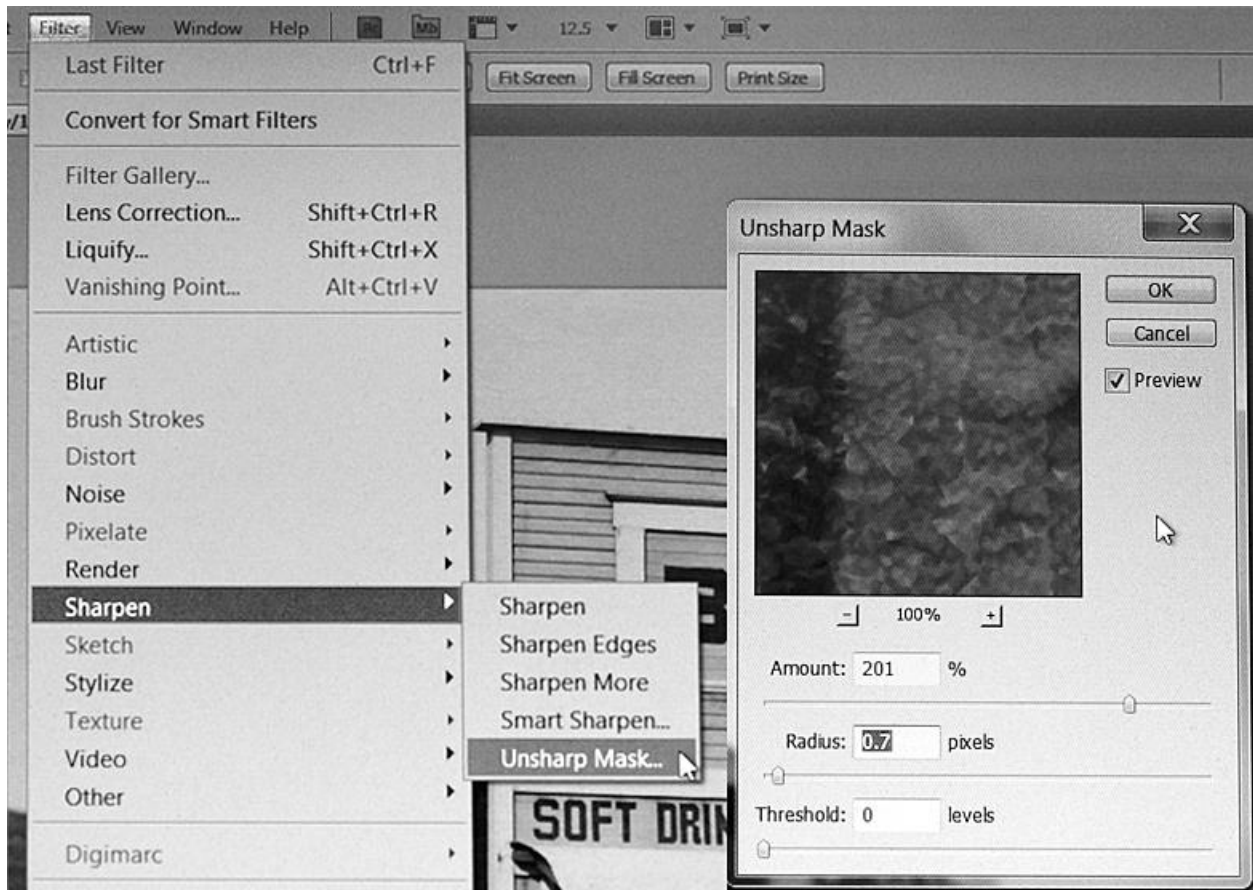 Filter View Window Help Br Mb 12.5
Fit Screen Fill Screen Print Size
Last Filter Ctrl+F
Convert for Smart Filters
Filter Gallery...
Lens Correction... Shift+Ctrl+R
Liquify... Shift+Ctrl+X
Vanishing Point... Alt+Ctrl+V
Artistic
Blur
Brush Strokes
Distort
Noise
Pixelate
Render
Sharpen
Sketch
Stylize
Texture
Video
Other
Digimarc
Sharpen
Sharpen Edges
Sharpen More
Smart Sharpen...
Unsharp Mask...
SOFT DRIN
Unsharp Mask X
OK
Cancel
Preview
- 100% +
Amount: 201 %
Radius: 0.7 pixels
Threshold: 0 levels